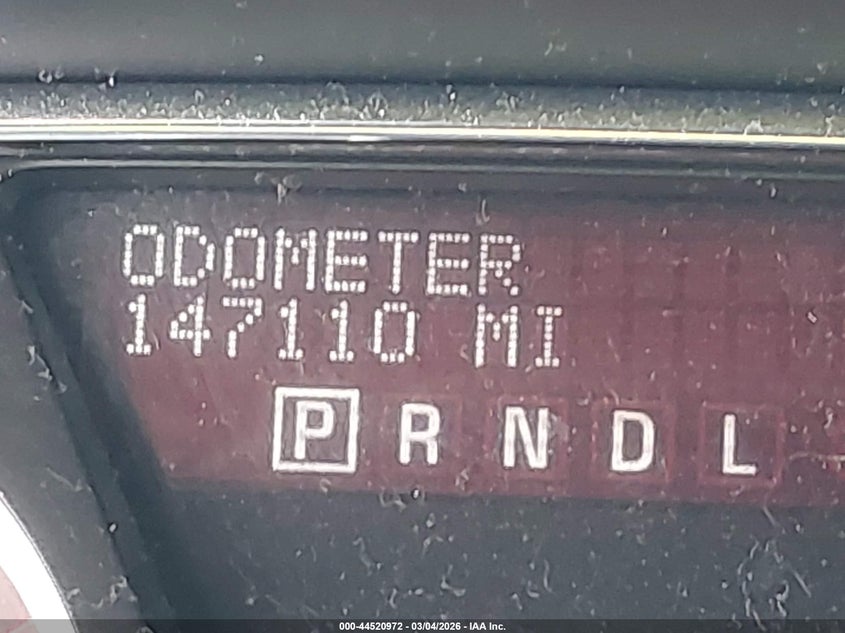 ODOMETER
147110 MI
P R N D L
000-44520972 - 03/04/2026 - IAA Inc.